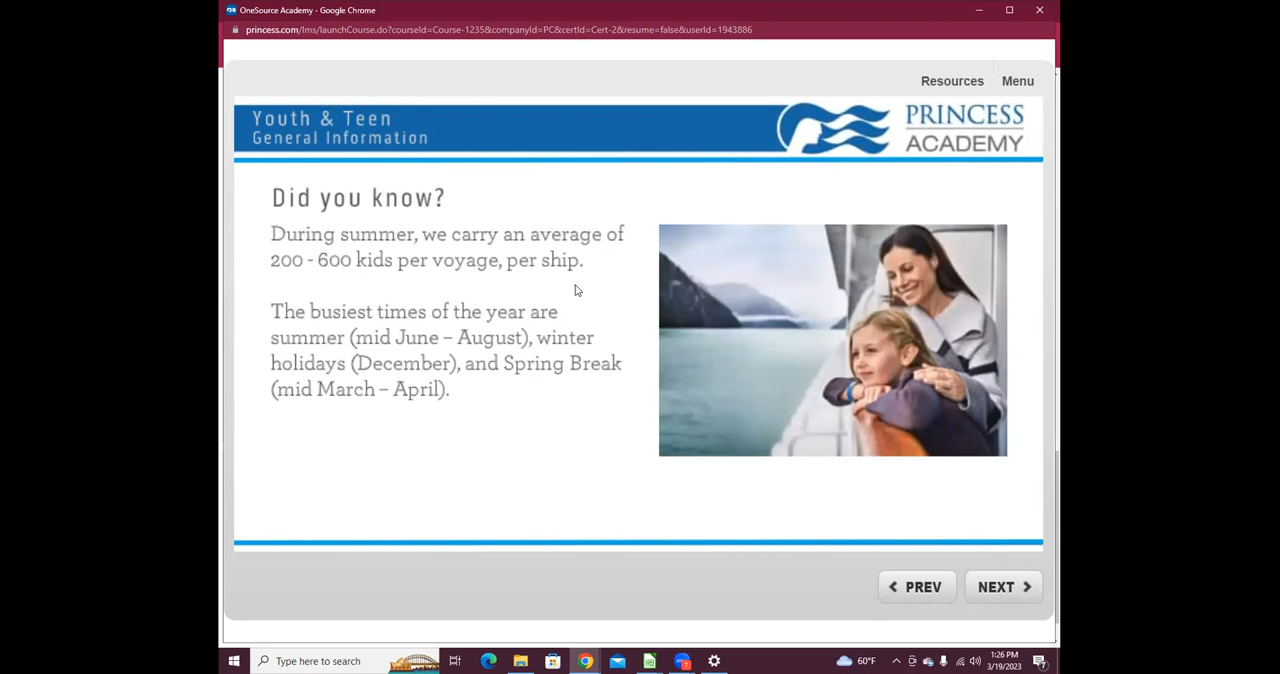 OneSource Academy - Google Chrome
princess.com/lms/launchCourse.do?courseId=Course-1235&companyId=PC&certId=Cert-2&resume=false&userId=1943886
Resources Menu
Youth & Teen
General Information
PRINCESS
ACADEMY
Did you know?
During summer, we carry an average of
200 - 600 kids per voyage, per ship.
The busiest times of the year are
summer (mid June – August), winter
holidays (December), and Spring Break
(mid March – April).
PREV NEXT
Type here to search
60°F
1:26 PM
3/19/2023